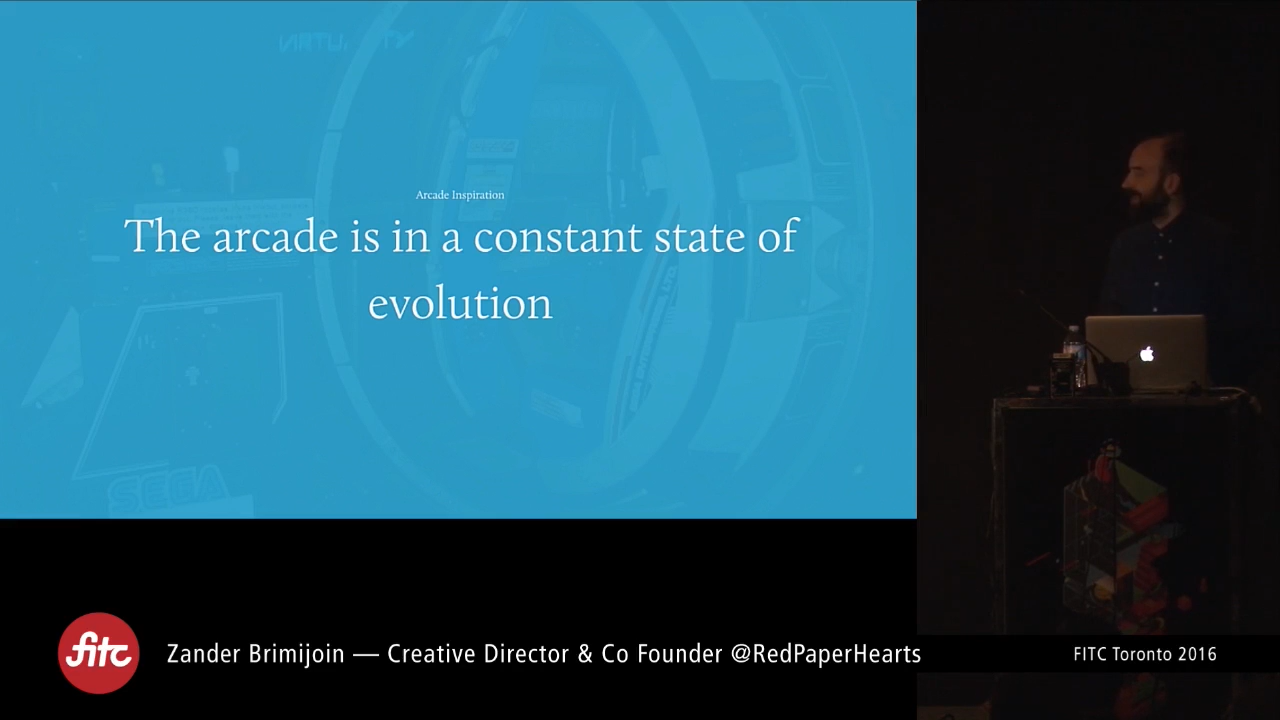 Arcade Inspiration
The arcade is in a constant state of
evolution
SEGA
fitc
Zander Brimijoin — Creative Director & Co Founder @RedPaperHearts
FITC Toronto 2016